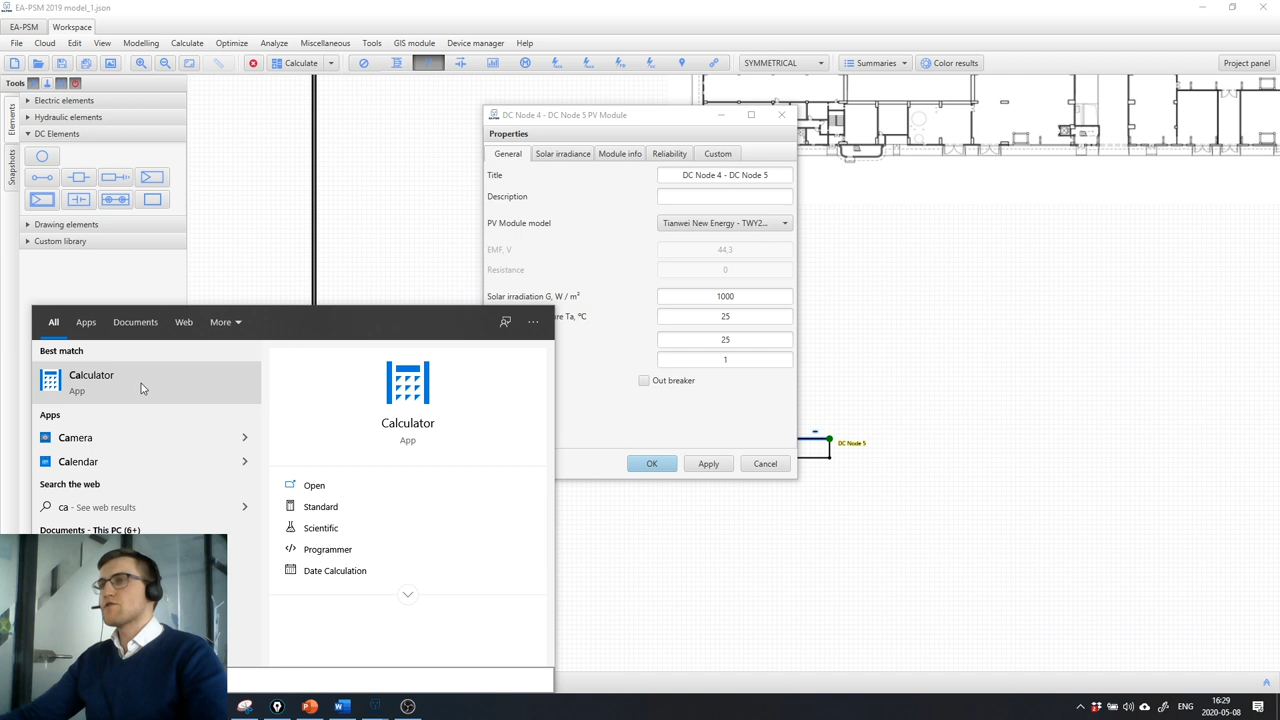 EA-PSM 2019 model_1.json
EA-PSM Workspace
File Cloud Edit View Modelling Calculate Optimize Analyze Miscellaneous Tools GIS module Device manager Help
Calculate SYMMETRICAL Summaries Color results Project panel
Tools
Elements
Snapshot
Electric elements
Hydraulic elements
DC Elements
Drawing elements
Custom library
DC Node 4 - DC Node 5 PV Module
Properties
General Solar irradiance Module info Reliability Custom
Title DC Node 4 - DC Node 5
Description
PV Module model Tianwei New Energy - TWY2...
EMF, V 44,3
Resistance 0
Solar irradiation G, W / m² 1000
ure Ta, ºC 25
25
1
Out breaker
OK Apply Cancel
DC Node 5
All Apps Documents Web More
Best match
Calculator
App
Apps
Camera
Calendar
Search the web
ca - See web results
Documents - This PC (6+)
Calculator
App
Open
Standard
Scientific
Programmer
Date Calculation
ENG
16:29
2020-05-08